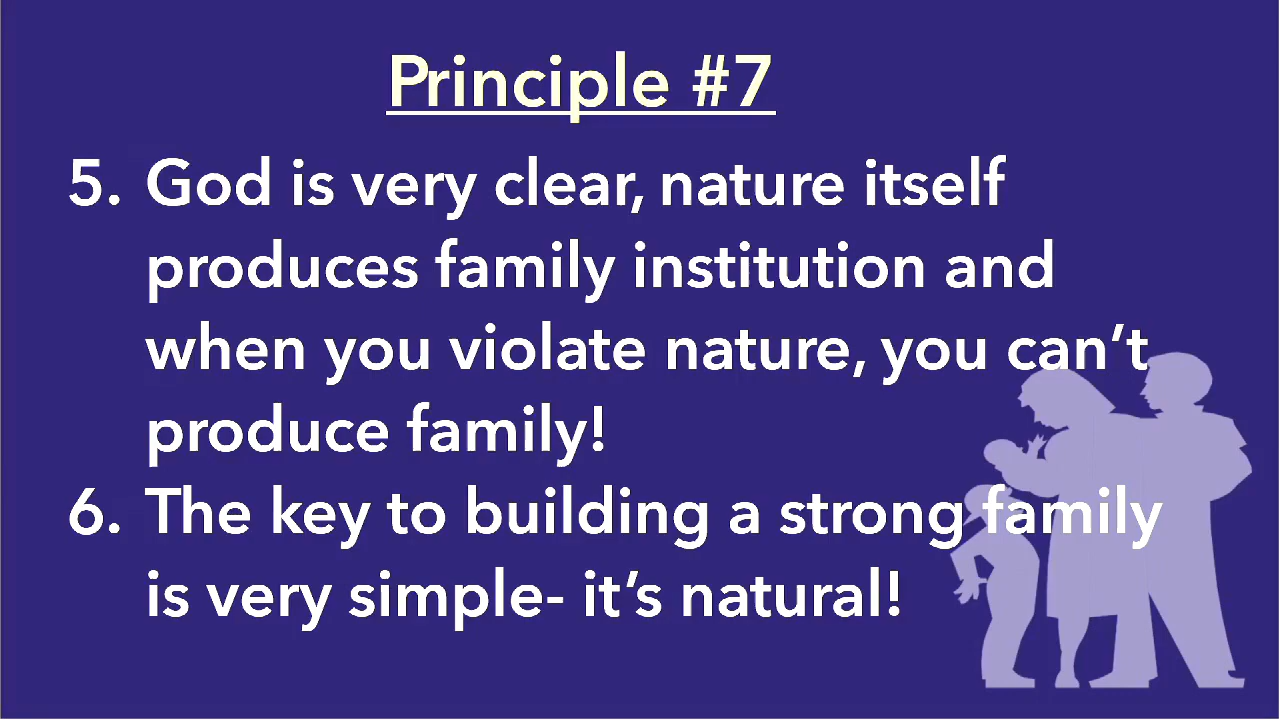 Principle #7
5. God is very clear, nature itself
produces family institution and
when you violate nature, you can’t
produce family!
6. The key to building a strong family
is very simple- it’s natural!